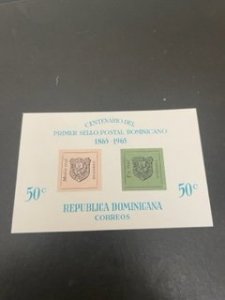 CENTENARIO DEL
PRIMER SELLO POSTAL DOMINICANO
1865 1965
50c 50c
REPUBLICA DOMINICANA
CORREOS